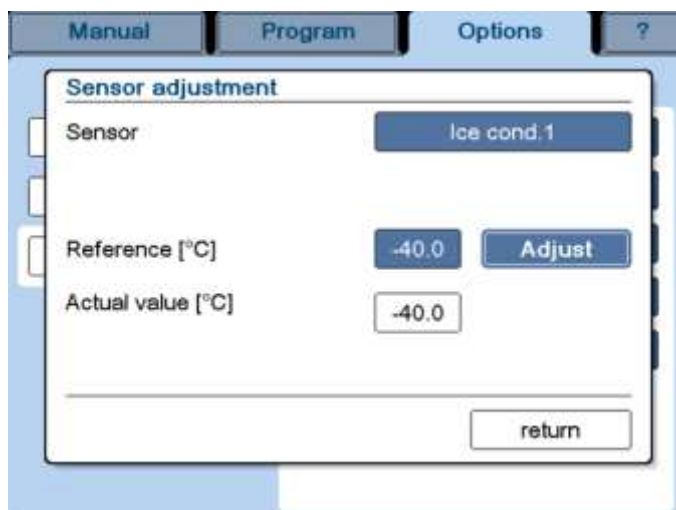 Manual Program Options ?
Sensor adjustment
Sensor Ice cond.1
Reference [°C] -40.0 Adjust
Actual value [°C] -40.0
return